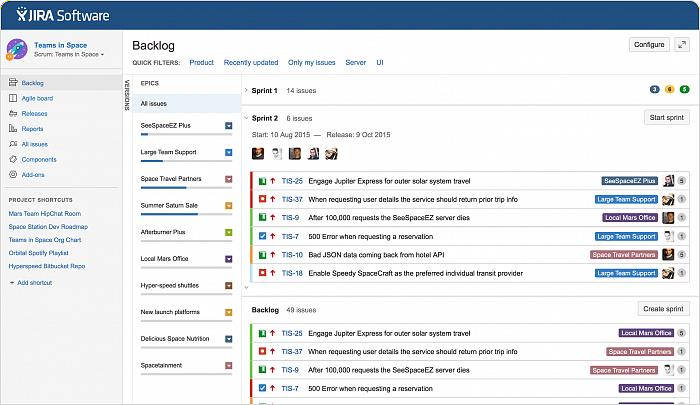 JIRA Software
Teams in Space
Scrum: Teams in Space
Backlog
Agile board
Releases
Reports
All issues
Components
Add-ons
PROJECT SHORTCUTS
Mars Team HipChat Room
Space Station Dev Roadmap
Teams in Space Org Chart
Orbital Spotify Playlist
Hyperspeed Bitbucket Repo
+ Add shortcut
Backlog
Configure
QUICK FILTERS: Product Recently updated Only my issues Server UI
VERSIONS
EPICS
All issues
SeeSpaceEZ Plus
Large Team Support
Space Travel Partners
Summer Saturn Sale
Afterburner Plus
Local Mars Office
Hyper-speed shuttles
New launch platforms
Delicious Space Nutrition
Spacetainment
Sprint 1 14 issues 3 6 5
Sprint 2 6 issues Start sprint
Start: 10 Aug 2015 — Release: 9 Oct 2015
TIS-25 Engage Jupiter Express for outer solar system travel SeeSpaceEZ Plus 5
TIS-37 When requesting user details the service should return prior trip info Large Team Support 1
TIS-9 After 100,000 requests the SeeSpaceEZ server dies Local Mars Office 1
TIS-7 500 Error when requesting a reservation Large Team Support 1
TIS-10 Bad JSON data coming back from hotel API Space Travel Partners 5
TIS-18 Enable Speedy SpaceCraft as the preferred individual transit provider Large Team Support 1
Backlog 49 issues Create sprint
TIS-25 Engage Jupiter Express for outer solar system travel Local Mars Office 5
TIS-37 When requesting user details the service should return prior trip info Space Travel Partners 1
TIS-9 After 100,000 requests the SeeSpaceEZ server dies Space Travel Partners 1
TIS-7 500 Error when requesting a reservation Local Mars Office 1